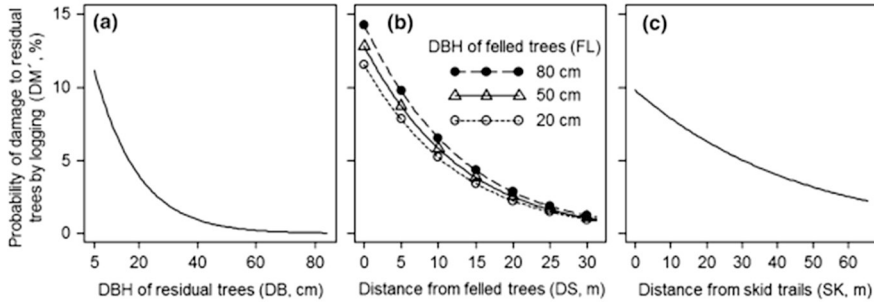 Probability of damage to residual
trees by logging (DM´, %)
15
10
5
0
(a)
5 20 40 60 80
DBH of residual trees (DB, cm)
(b)
DBH of felled trees (FL)
80 cm
50 cm
20 cm
0 5 10 15 20 25 30
Distance from felled trees (DS, m)
(c)
0 10 20 30 40 50 60
Distance from skid trails (SK, m)